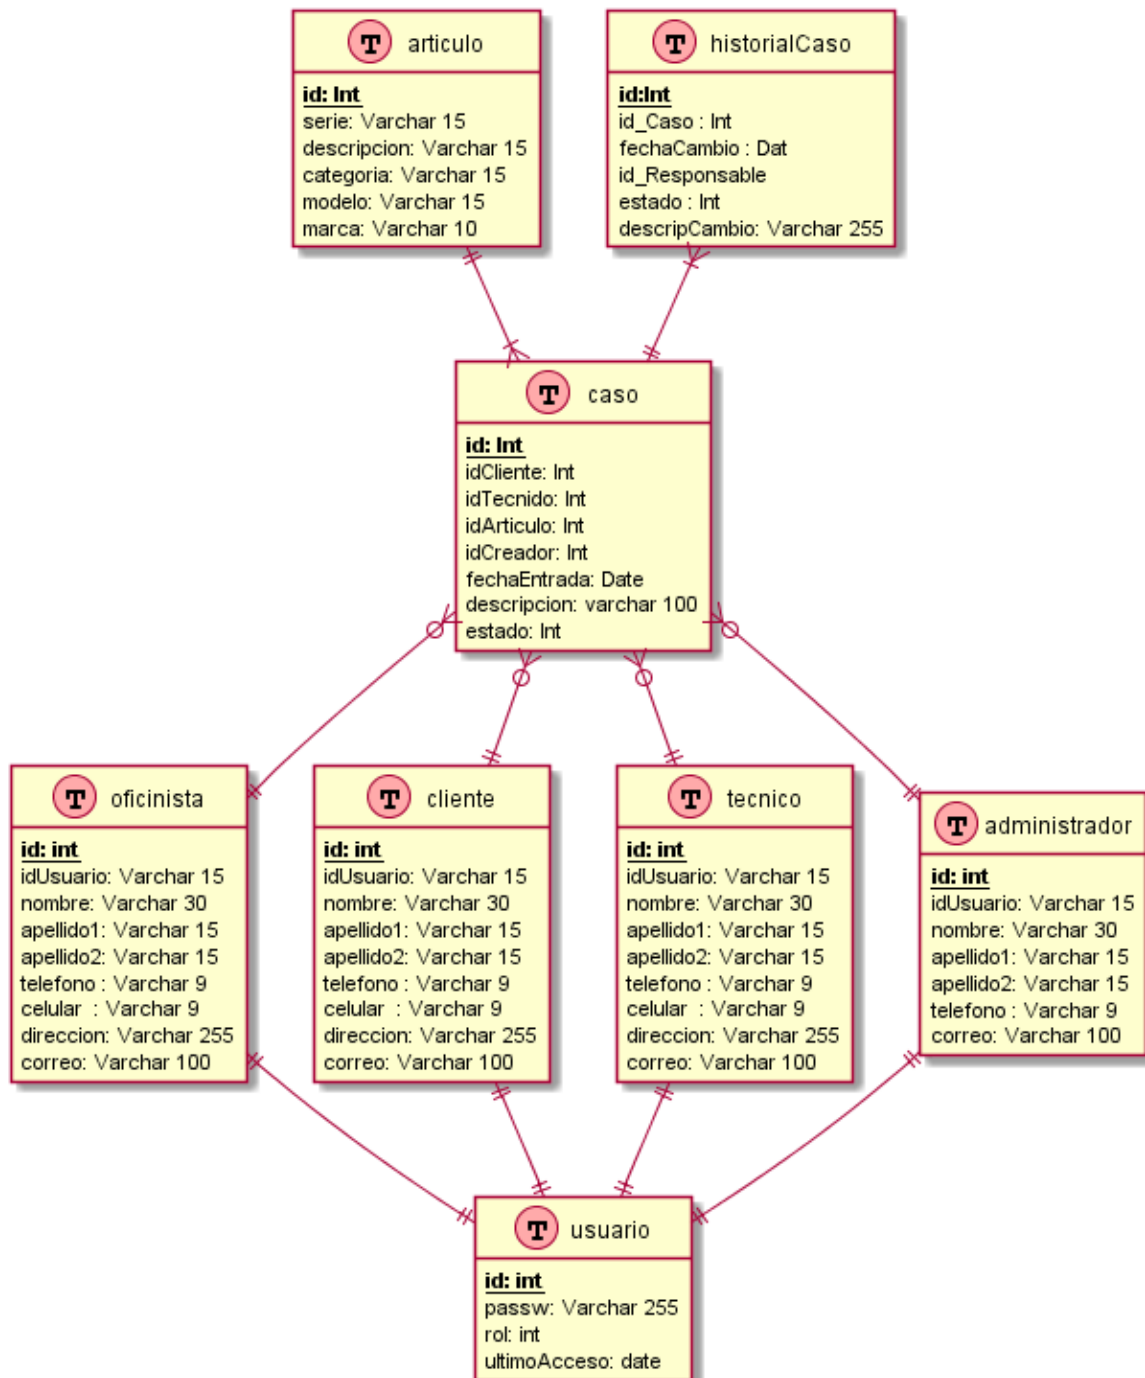 T articulo
id: Int
serie: Varchar 15
descripcion: Varchar 15
categoria: Varchar 15
modelo: Varchar 15
marca: Varchar 10
T historialCaso
id:Int
id_Caso : Int
fechaCambio : Dat
id_Responsable
estado : Int
descripCambio: Varchar 255
T caso
id: Int
idCliente: Int
idTecnido: Int
idArticulo: Int
idCreador: Int
fechaEntrada: Date
descripcion: varchar 100
estado: Int
T oficinista
id: int
idUsuario: Varchar 15
nombre: Varchar 30
apellido1: Varchar 15
apellido2: Varchar 15
telefono : Varchar 9
celular : Varchar 9
direccion: Varchar 255
correo: Varchar 100
T cliente
id: int
idUsuario: Varchar 15
nombre: Varchar 30
apellido1: Varchar 15
apellido2: Varchar 15
telefono : Varchar 9
celular : Varchar 9
direccion: Varchar 255
correo: Varchar 100
T tecnico
id: int
idUsuario: Varchar 15
nombre: Varchar 30
apellido1: Varchar 15
apellido2: Varchar 15
telefono : Varchar 9
celular : Varchar 9
direccion: Varchar 255
correo: Varchar 100
T administrador
id: int
idUsuario: Varchar 15
nombre: Varchar 30
apellido1: Varchar 15
apellido2: Varchar 15
telefono : Varchar 9
correo: Varchar 100
T usuario
id: int
passw: Varchar 255
rol: int
ultimoAcceso: date